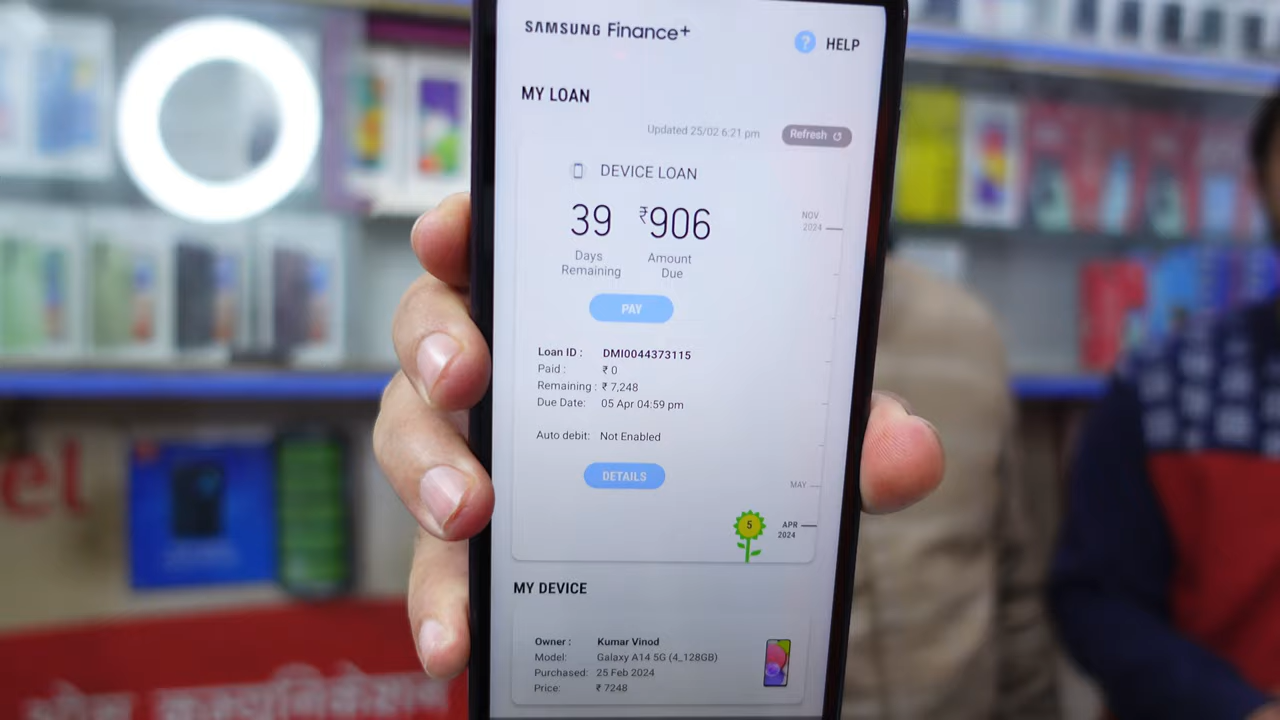 SAMSUNG Finance+
? HELP
MY LOAN
Updated 25/02 6:21 pm
Refresh
DEVICE LOAN
39 ₹906
Days Remaining
Amount Due
PAY
Loan ID : DMI0044373115
Paid : ₹ 0
Remaining : ₹ 7,248
Due Date: 05 Apr 04:59 pm
Auto debit: Not Enabled
DETAILS
NOV
2024
MAY
5
APR
2024
MY DEVICE
Owner : Kumar Vinod
Model: Galaxy A14 5G (4_128GB)
Purchased: 25 Feb 2024
Price: ₹ 7248